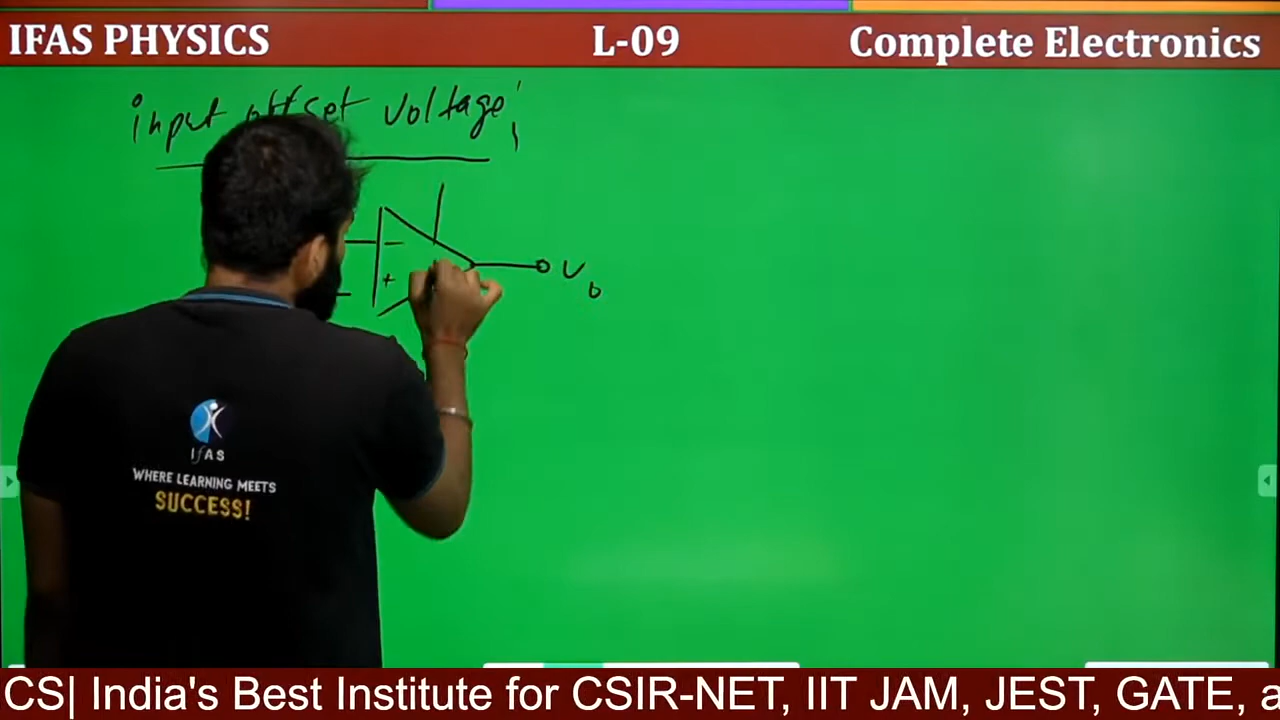 IFAS PHYSICS
L-09
Complete Electronics
input offset voltage;
-
+
V₀
IfAS
WHERE LEARNING MEETS
SUCCESS!
CS| India's Best Institute for CSIR-NET, IIT JAM, JEST, GATE, a